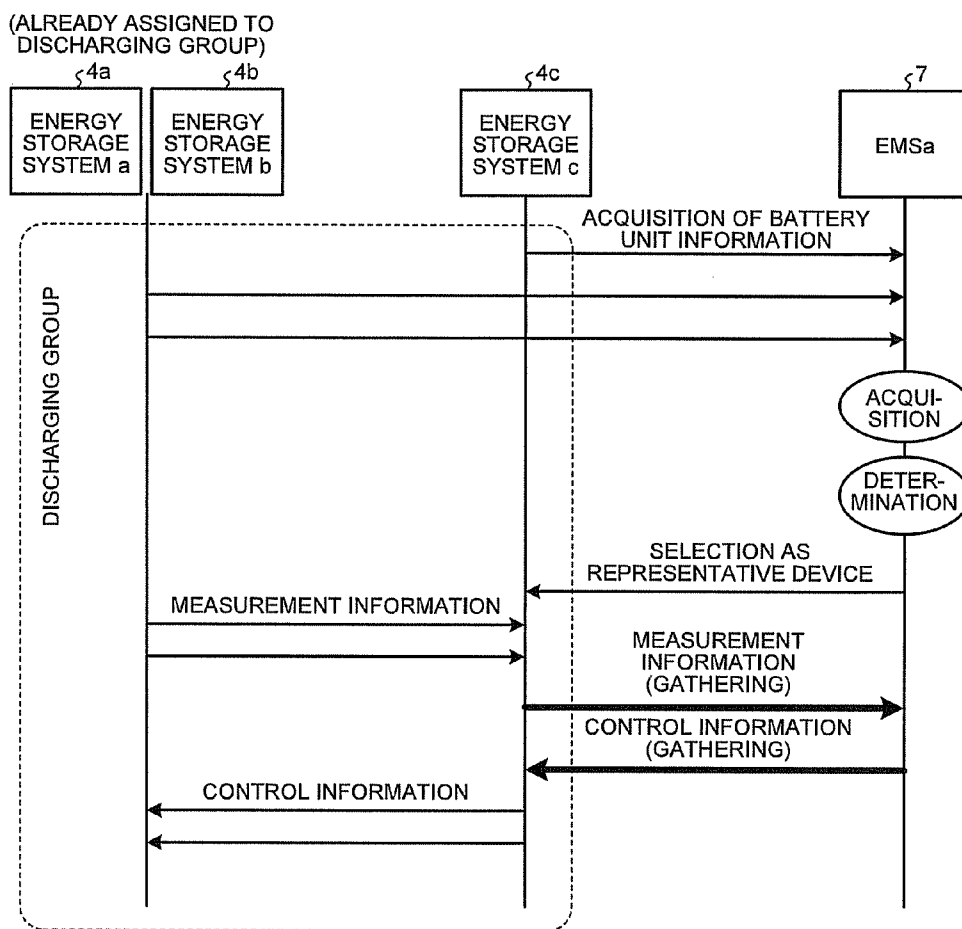 (ALREADY ASSIGNED TO
DISCHARGING GROUP)
4a
4b
4c
7
ENERGY
STORAGE
SYSTEM a
ENERGY
STORAGE
SYSTEM b
ENERGY
STORAGE
SYSTEM c
EMSa
ACQUISITION OF BATTERY
UNIT INFORMATION
DISCHARGING GROUP
ACQUI-
SITION
DETER-
MINATION
SELECTION AS
REPRESENTATIVE DEVICE
MEASUREMENT INFORMATION
MEASUREMENT
INFORMATION
(GATHERING)
CONTROL INFORMATION
(GATHERING)
CONTROL INFORMATION